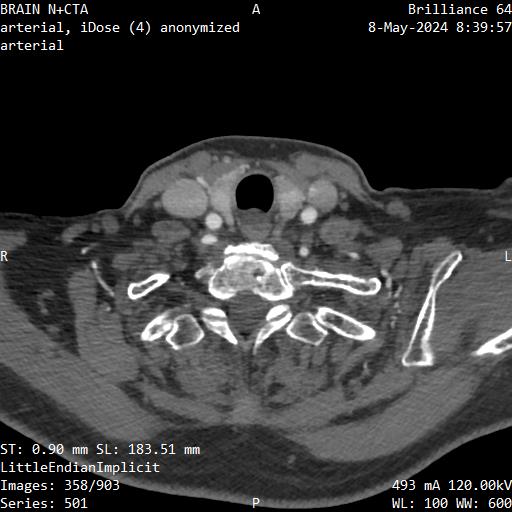 BRAIN N+CTA
arterial, iDose (4) anonymized
arterial
A
Brilliance 64
8-May-2024 8:39:57
R
L
ST: 0.90 mm SL: 183.51 mm
LittleEndianImplicit
Images: 358/903
Series: 501
P
493 mA 120.00kV
WL: 100 WW: 600